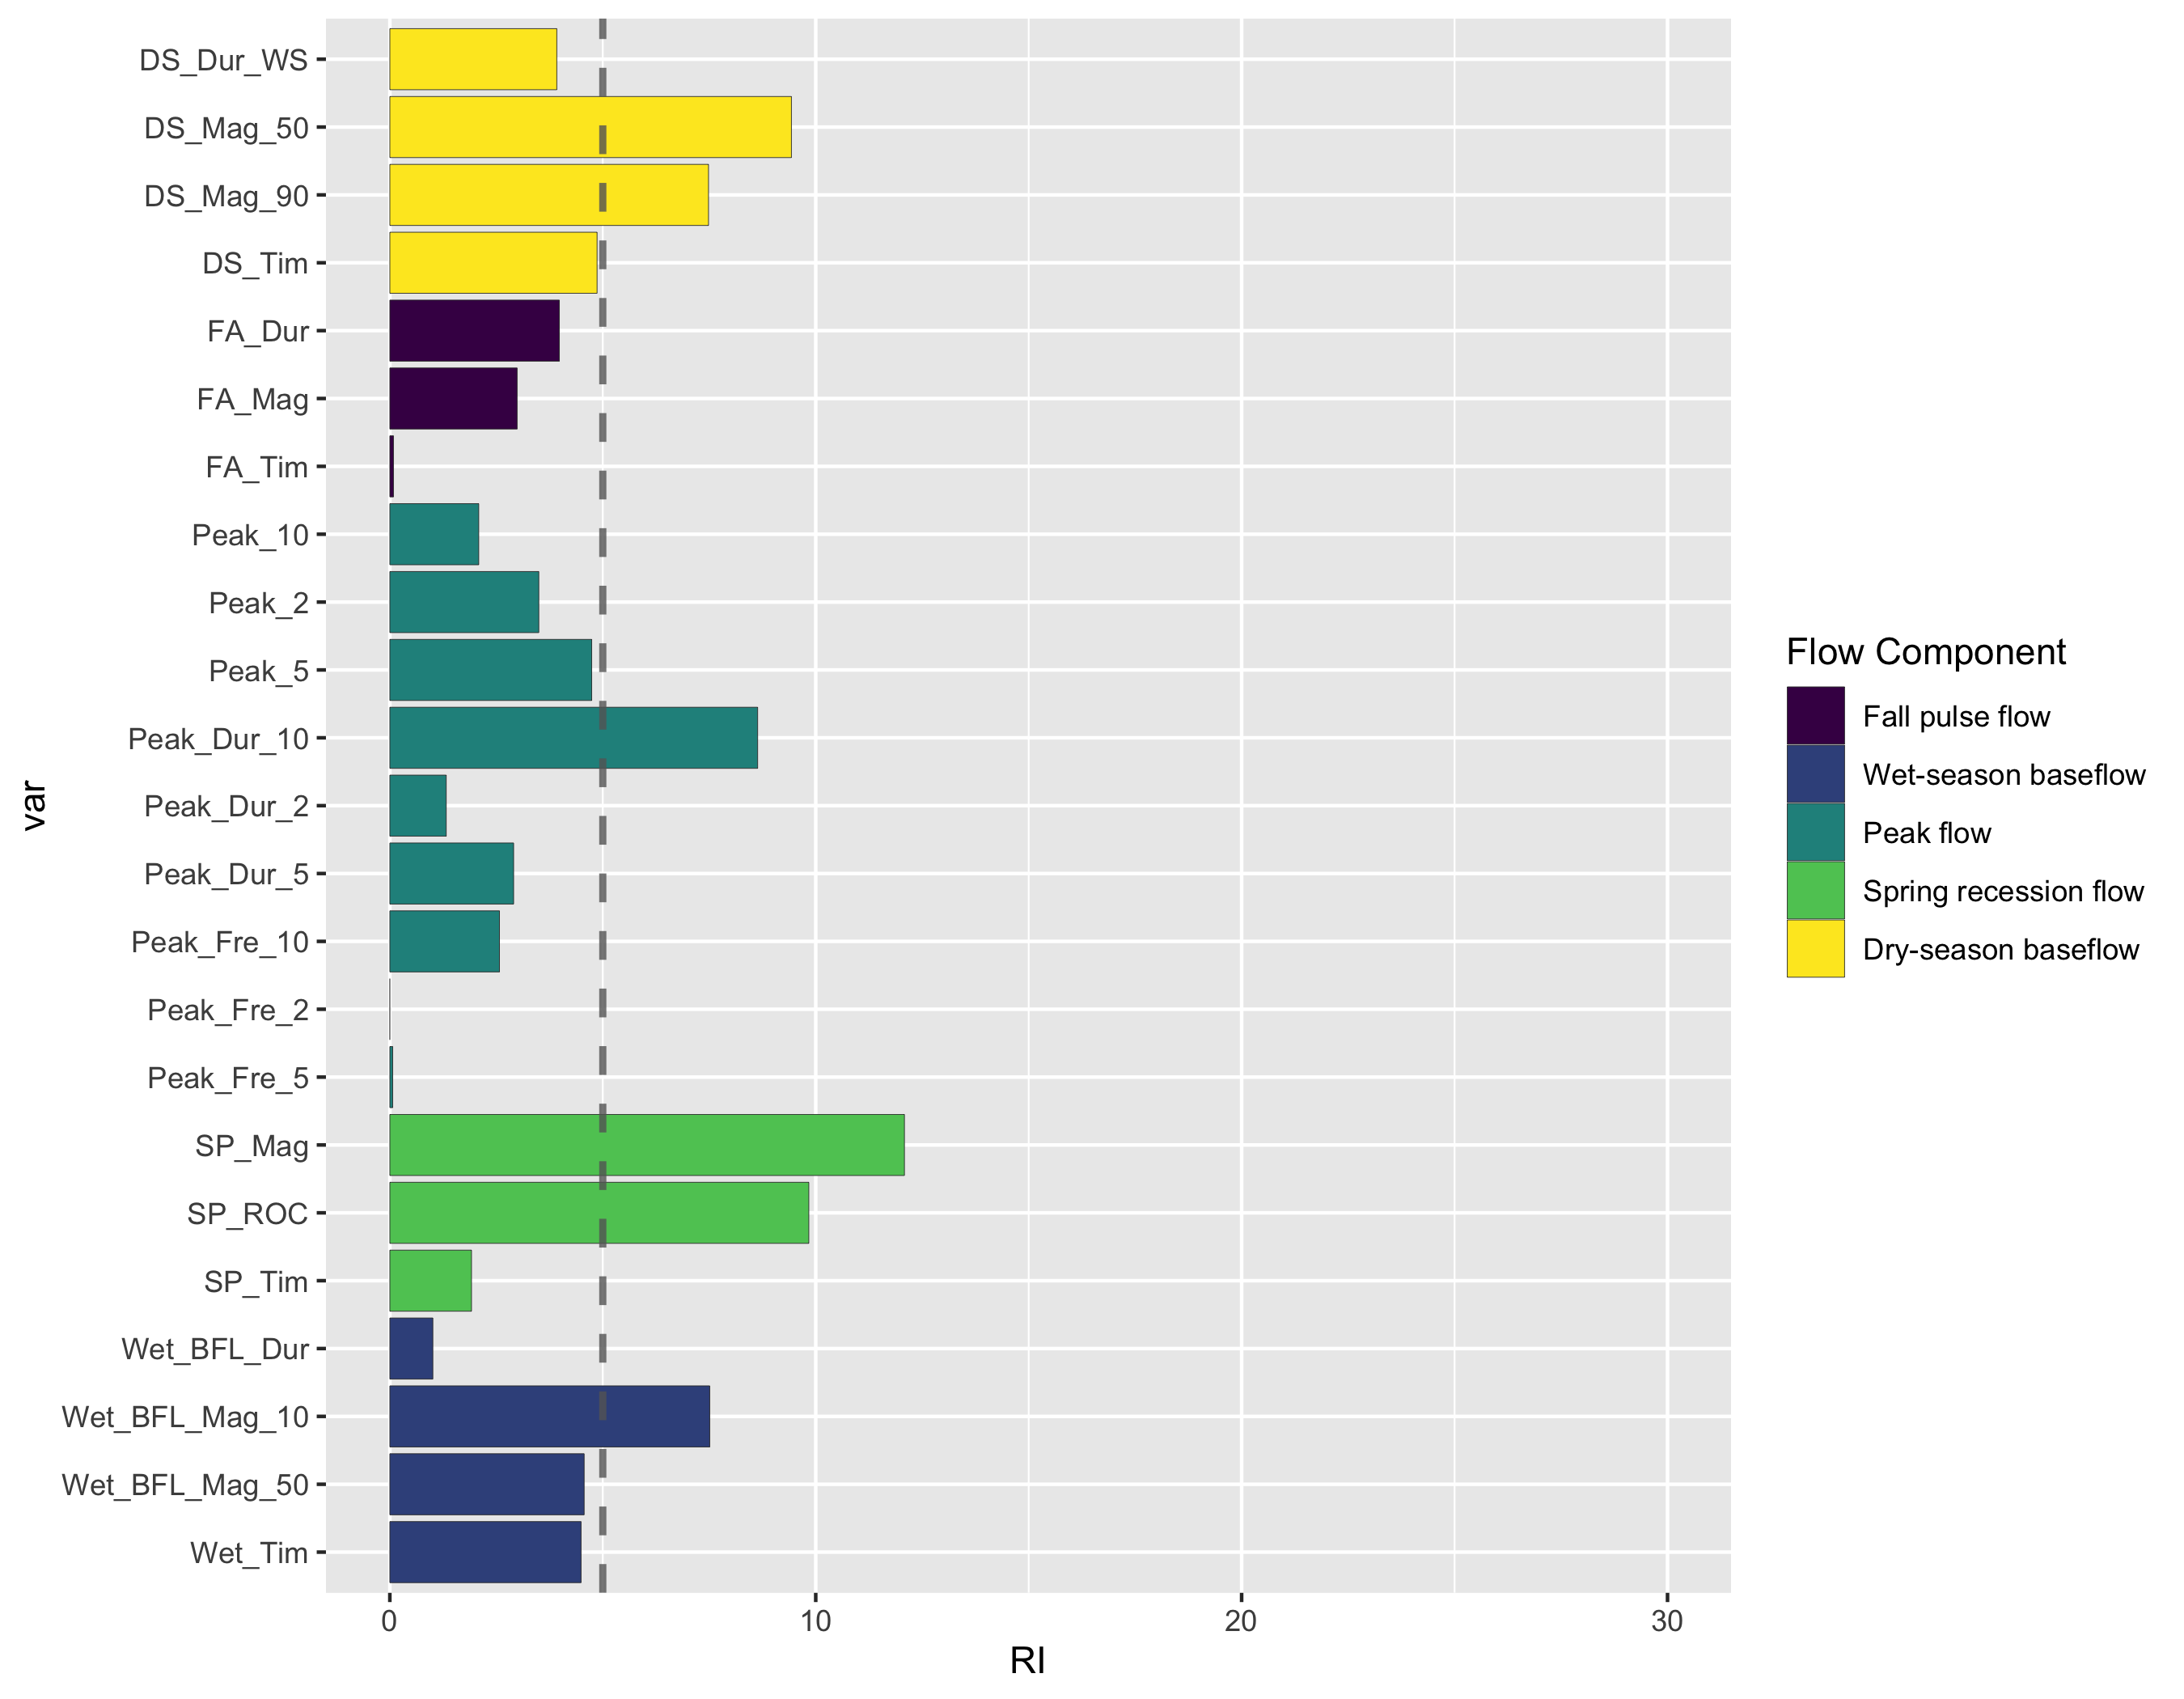 DS_Dur_WS
DS_Mag_50
DS_Mag_90
DS_Tim
FA_Dur
FA_Mag
FA_Tim
Peak_10
Peak_2
Peak_5
Peak_Dur_10
Peak_Dur_2
Peak_Dur_5
Peak_Fre_10
Peak_Fre_2
Peak_Fre_5
SP_Mag
SP_ROC
SP_Tim
Wet_BFL_Dur
Wet_BFL_Mag_10
Wet_BFL_Mag_50
Wet_Tim
var
0 10 20 30
RI
Flow Component
Fall pulse flow
Wet-season baseflow
Peak flow
Spring recession flow
Dry-season baseflow